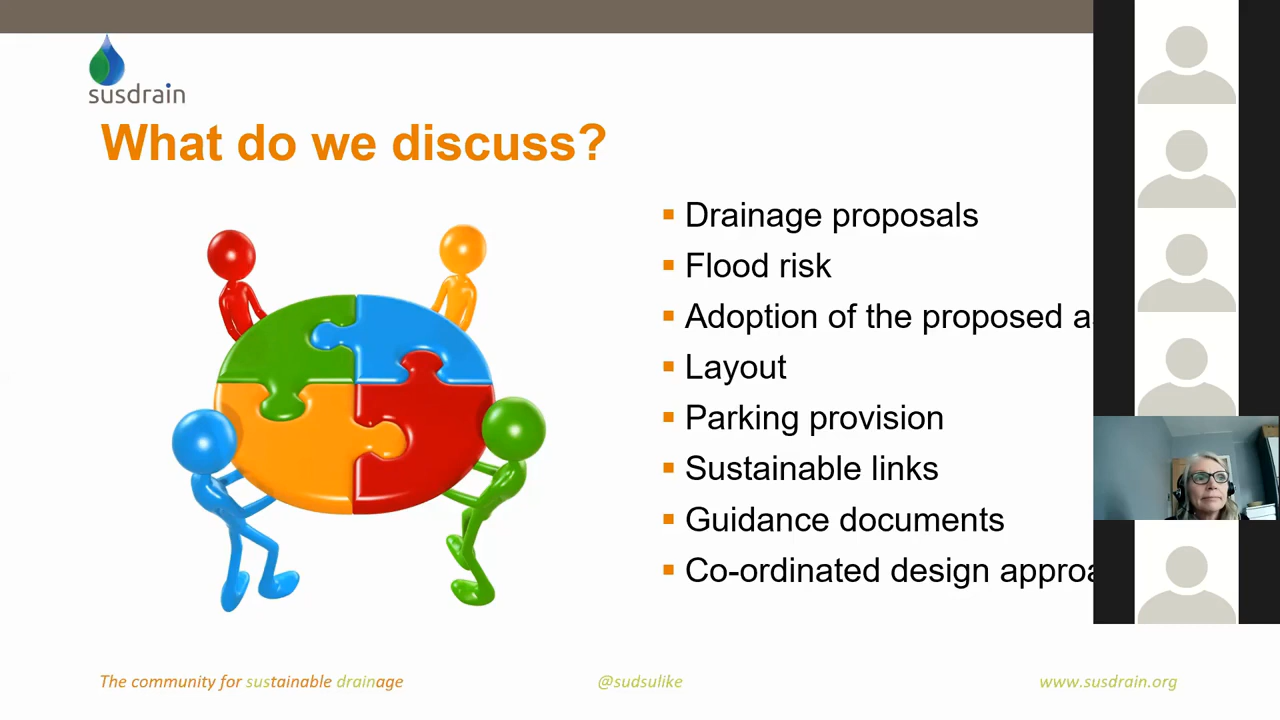 susdrain
What do we discuss?
Drainage proposals
Flood risk
Adoption of the proposed
Layout
Parking provision
Sustainable links
Guidance documents
Co-ordinated design
The community for sustainable drainage
@sudsulike
www.susdrain.org